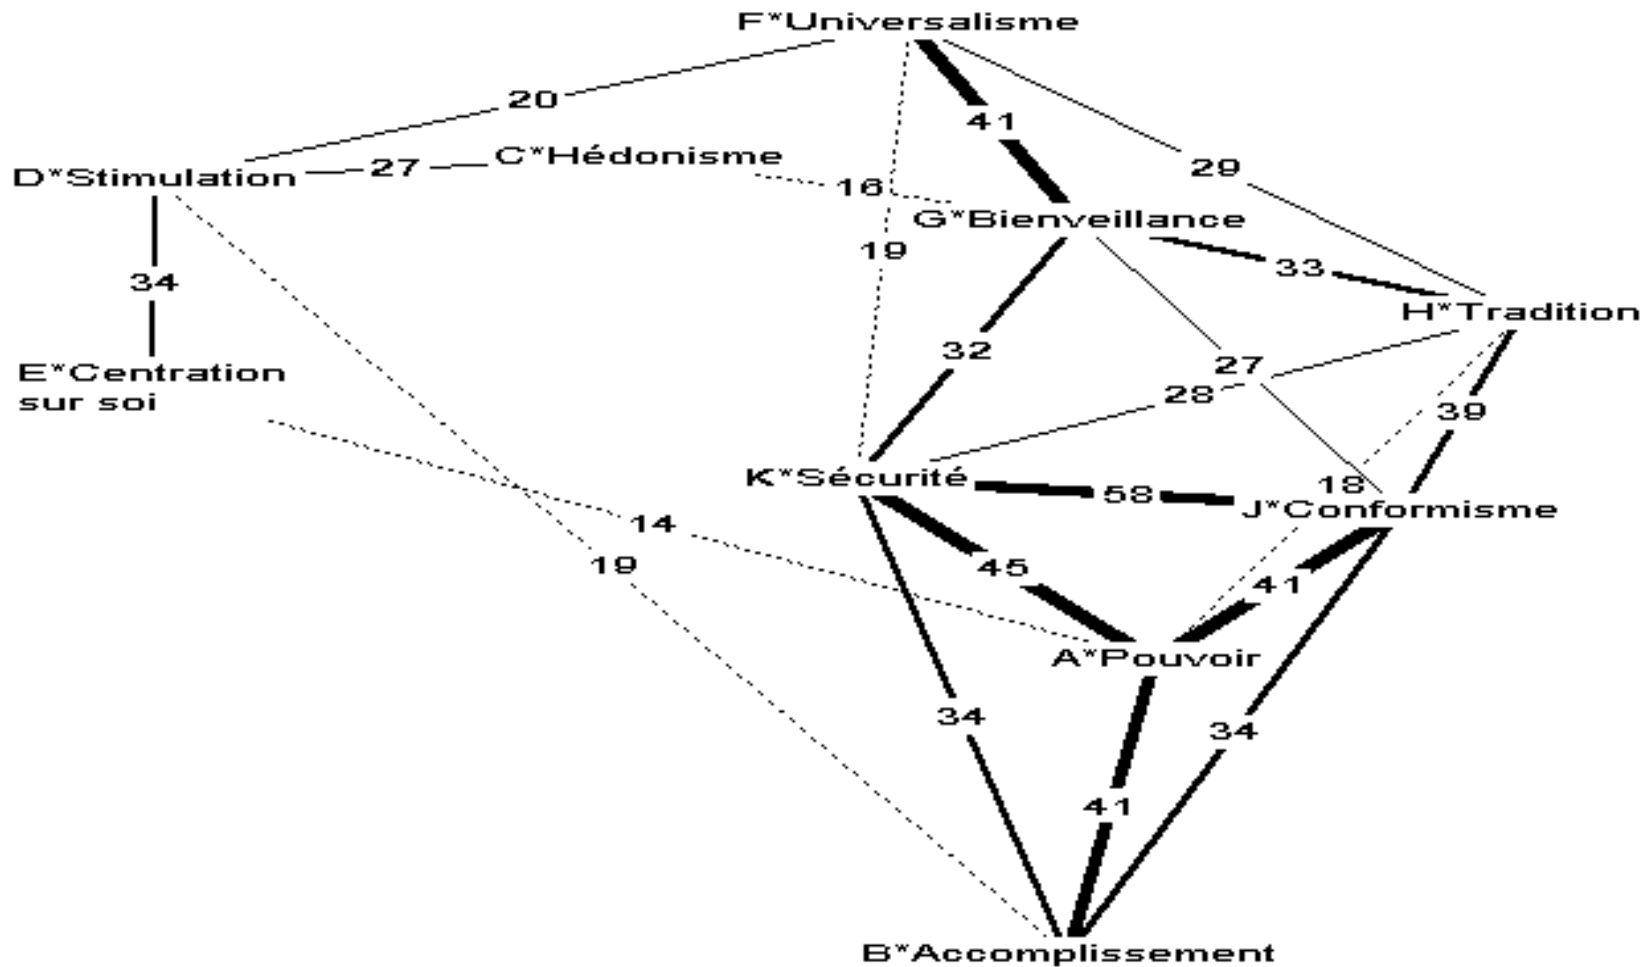 F*Universalisme
20
41
D*Stimulation
27
C*Hédonisme
29
16
G*Bienveillance
19
33
34
H*Tradition
32
27
E*Centration
sur soi
28
39
K*Sécurité
58
18
J*Conformisme
14
19
45
41
A*Pouvoir
34
34
41
B*Accomplissement